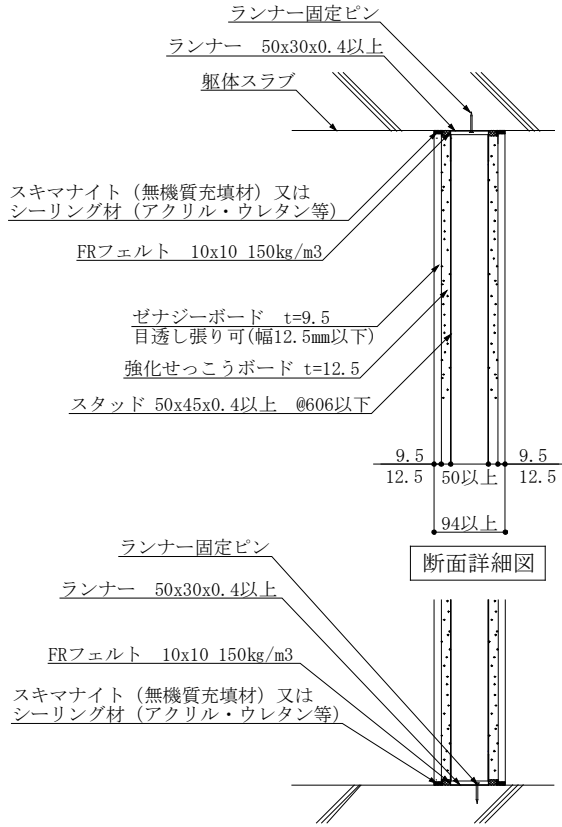 ランナー固定ピン
ランナー 50x30x0.4以上
躯体スラブ
スキマナイト（無機質充填材）又は
シーリング材（アクリル・ウレタン等）
FRフェルト 10x10 150kg/m3
ゼナジーボード t=9.5
目透し張り可(幅12.5mm以下)
強化せっこうボード t=12.5
スタッド 50x45x0.4以上 @606以下
9.5 9.5
12.5 50以上 12.5
94以上
断面詳細図
ランナー固定ピン
ランナー 50x30x0.4以上
FRフェルト 10x10 150kg/m3
スキマナイト（無機質充填材）又は
シーリング材（アクリル・ウレタン等）